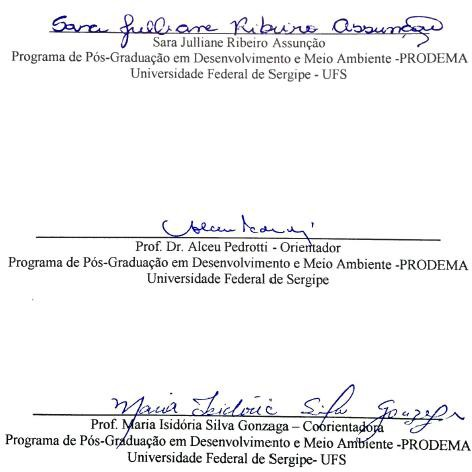 Sara Julliane Ribeiro Assunção
Sara Julliane Ribeiro Assunção
Programa de Pós-Graduação em Desenvolvimento e Meio Ambiente -PRODEMA
Universidade Federal de Sergipe - UFS
Alceu
Prof. Dr. Alceu Pedrotti - Orientador
Programa de Pós-Graduação em Desenvolvimento e Meio Ambiente -PRODEMA
Universidade Federal de Sergipe
Maria Isidória Silva Gonzaga
Prof. Maria Isidória Silva Gonzaga – Coorientadora
Programa de Pós-Graduação em Desenvolvimento e Meio Ambiente -PRODEMA
Universidade Federal de Sergipe- UFS